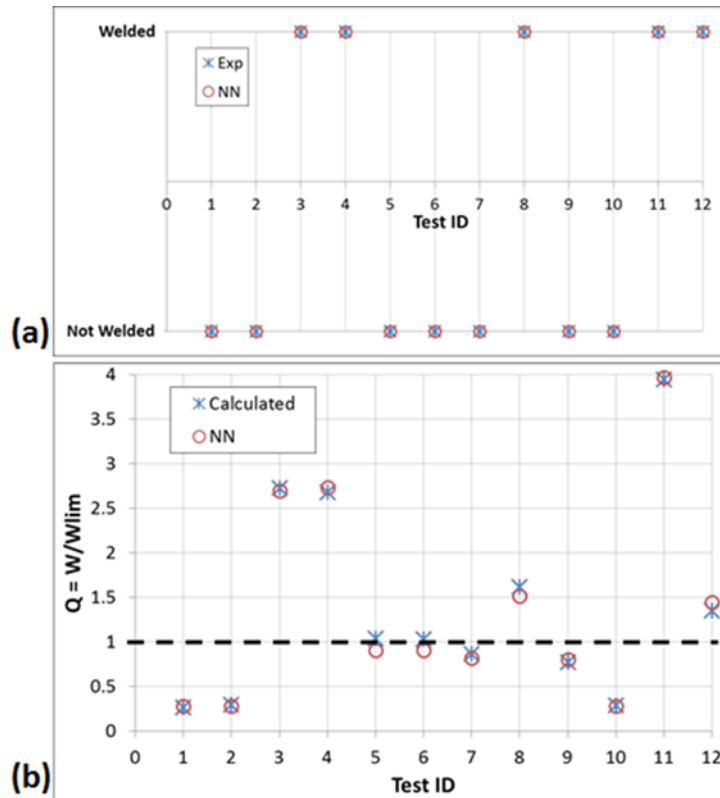 Welded
Exp
NN
0 1 2 3 4 5 6 7 8 9 10 11 12
Test ID
Not Welded
(a)
4
3.5
3
2.5
2
1.5
1
0.5
0
Q = W/Wlim
Calculated
NN
0 1 2 3 4 5 6 7 8 9 10 11 12
Test ID
(b)